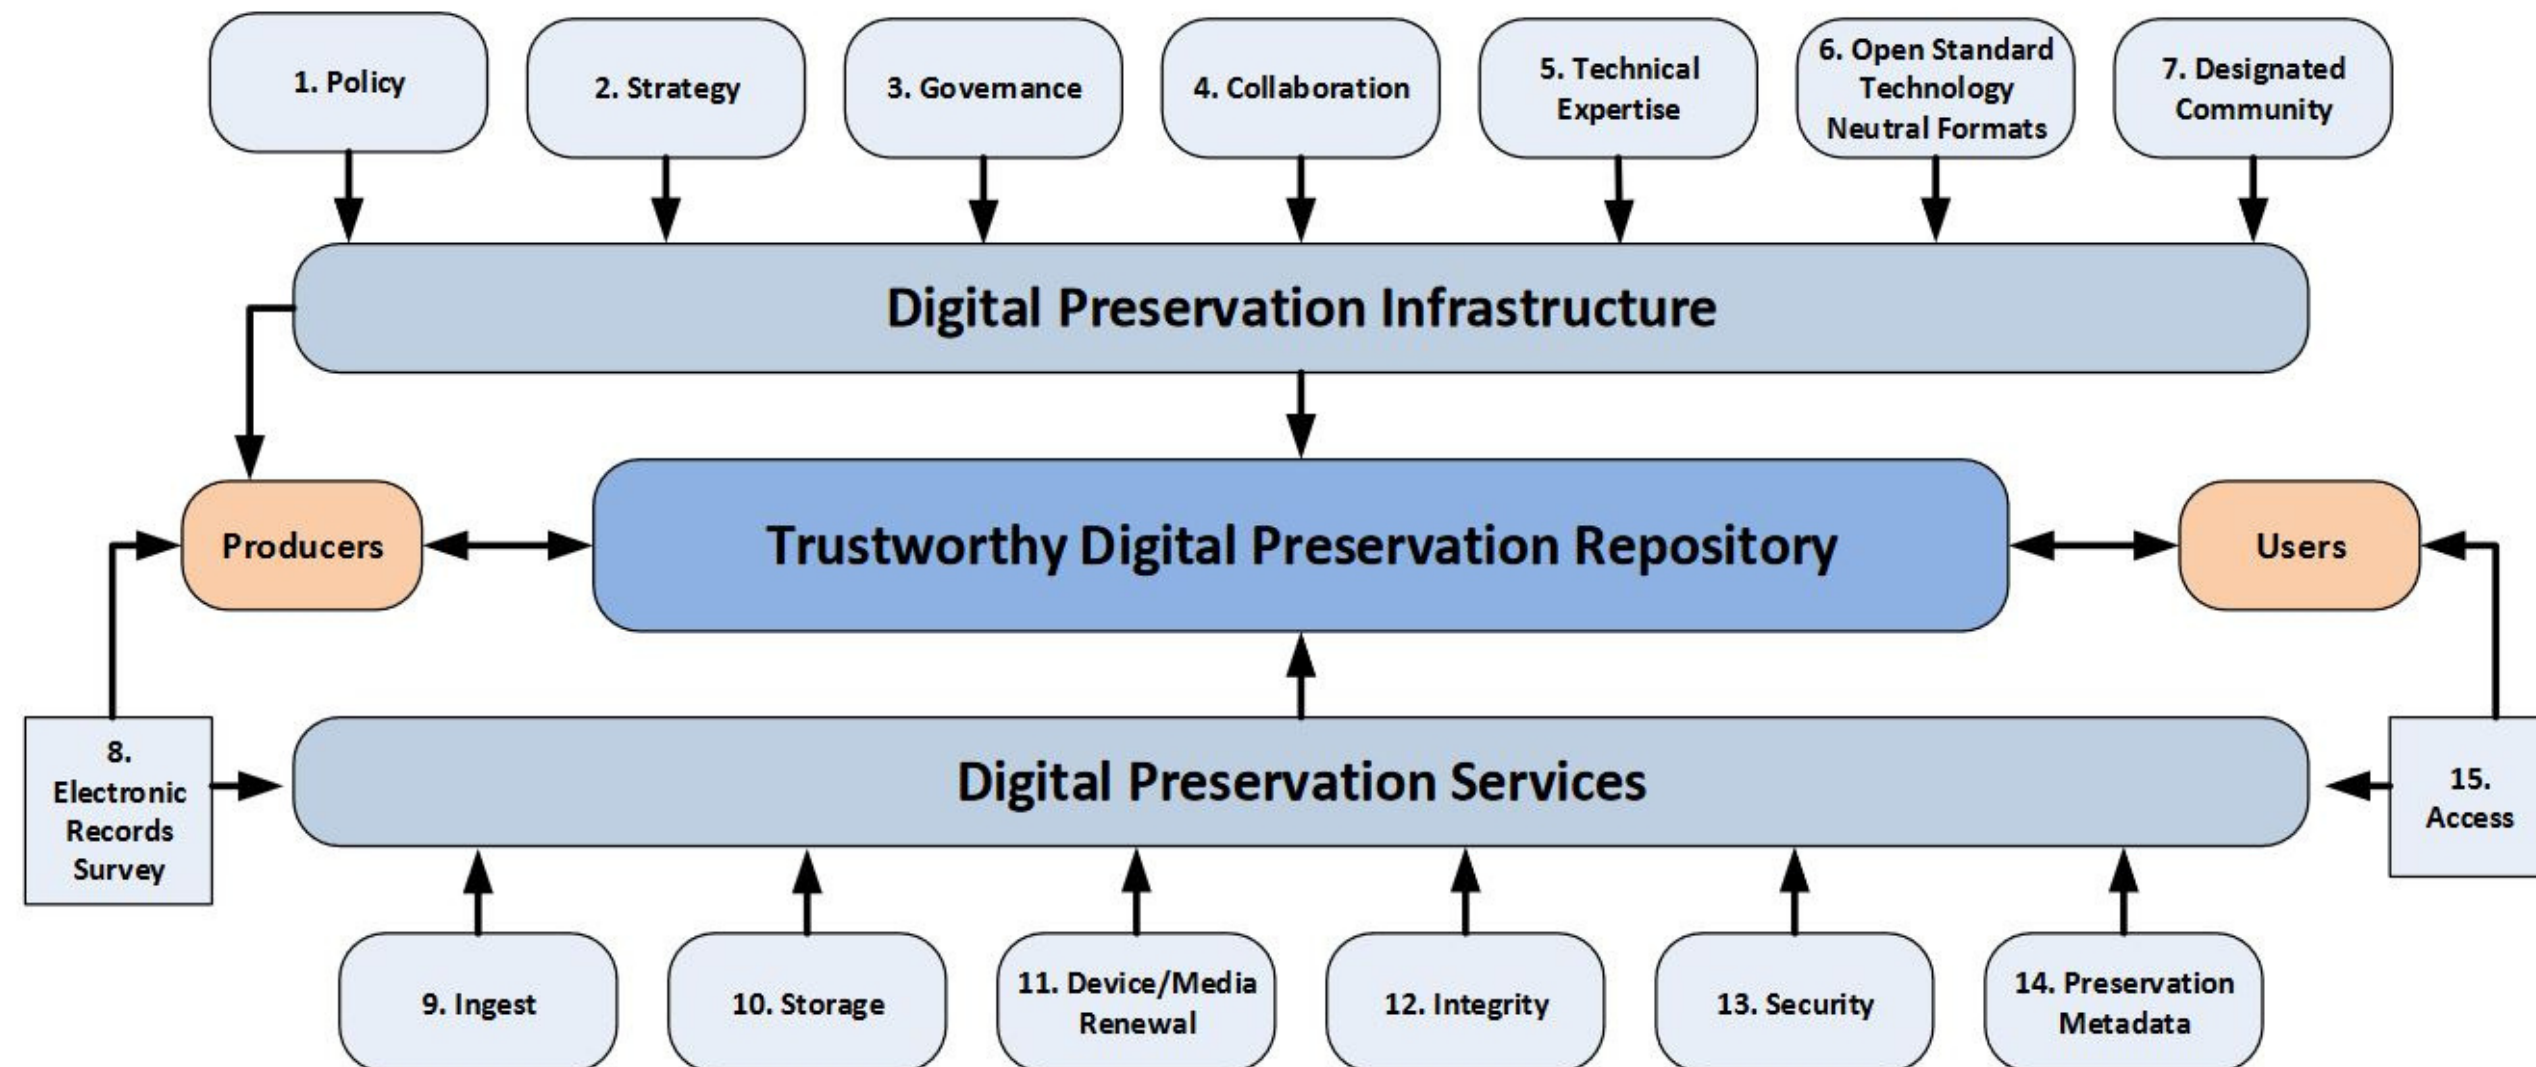 1. Policy
2. Strategy
3. Governance
4. Collaboration
5. Technical
Expertise
6. Open Standard
Technology
Neutral Formats
7. Designated
Community
Digital Preservation Infrastructure
Producers
Trustworthy Digital Preservation Repository
Users
8.
Electronic
Records
Survey
Digital Preservation Services
15.
Access
9. Ingest
10. Storage
11. Device/Media
Renewal
12. Integrity
13. Security
14. Preservation
Metadata